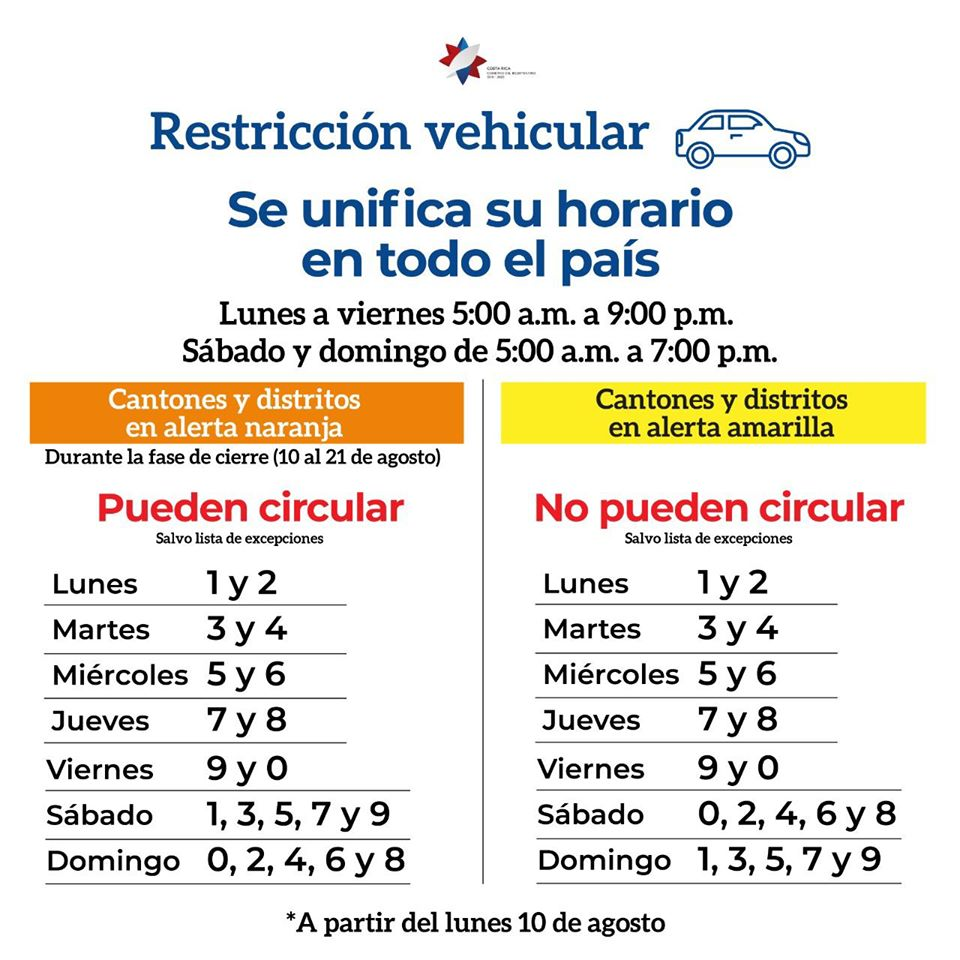 COSTA RICA
Restricción vehicular
Se unifica su horario
en todo el país
Lunes a viernes 5:00 a.m. a 9:00 p.m.
Sábado y domingo de 5:00 a.m. a 7:00 p.m.
Cantones y distritos
en alerta naranja
Durante la fase de cierre (10 al 21 de agosto)
Pueden circular
Salvo lista de excepciones
Lunes 1 y 2
Martes 3 y 4
Miércoles 5 y 6
Jueves 7 y 8
Viernes 9 y 0
Sábado 1, 3, 5, 7 y 9
Domingo 0, 2, 4, 6 y 8
Cantones y distritos
en alerta amarilla
No pueden circular
Salvo lista de excepciones
Lunes 1 y 2
Martes 3 y 4
Miércoles 5 y 6
Jueves 7 y 8
Viernes 9 y 0
Sábado 0, 2, 4, 6 y 8
Domingo 1, 3, 5, 7 y 9
*A partir del lunes 10 de agosto